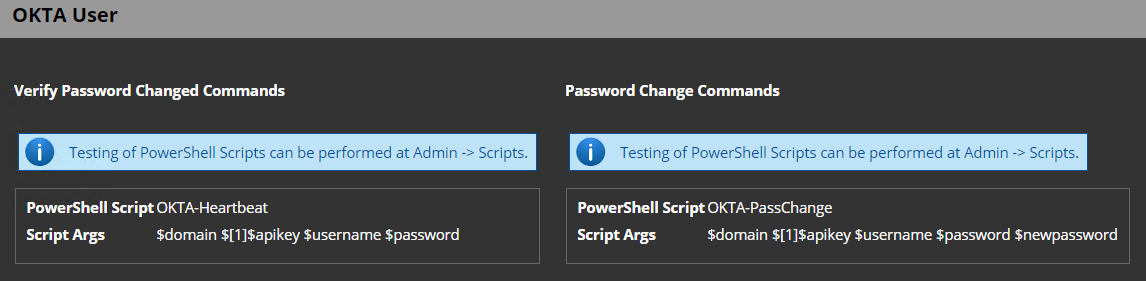 OKTA User
Verify Password Changed Commands
Testing of PowerShell Scripts can be performed at Admin -> Scripts.
PowerShell Script OKTA-Heartbeat
Script Args $domain $[1]$apikey $username $password
Password Change Commands
Testing of PowerShell Scripts can be performed at Admin -> Scripts.
PowerShell Script OKTA-PassChange
Script Args $domain $[1]$apikey $username $password $newpassword